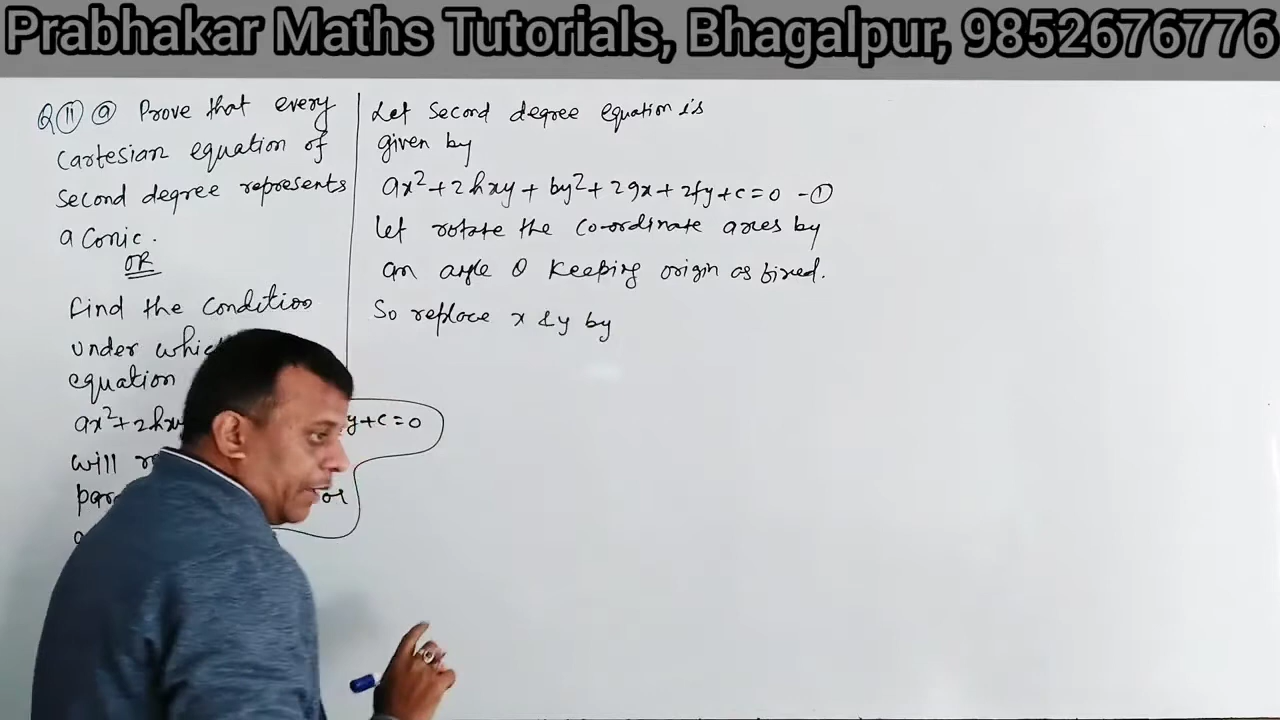 Prabhakar Maths Tutorials, Bhagalpur, 9852676776
Q 11 a Prove that every
Cartesian equation of
second degree represents
a conic.
OR
Find the condition
under whic
equation
ax²+2hx y+c=0
will
or
Let second degree equation is
given by
ax²+2hxy+by²+2gx+2fy+c=0 -①
Let rotate the co-ordinate axes by
an angle θ keeping origin as fixed.
So replace x & y by